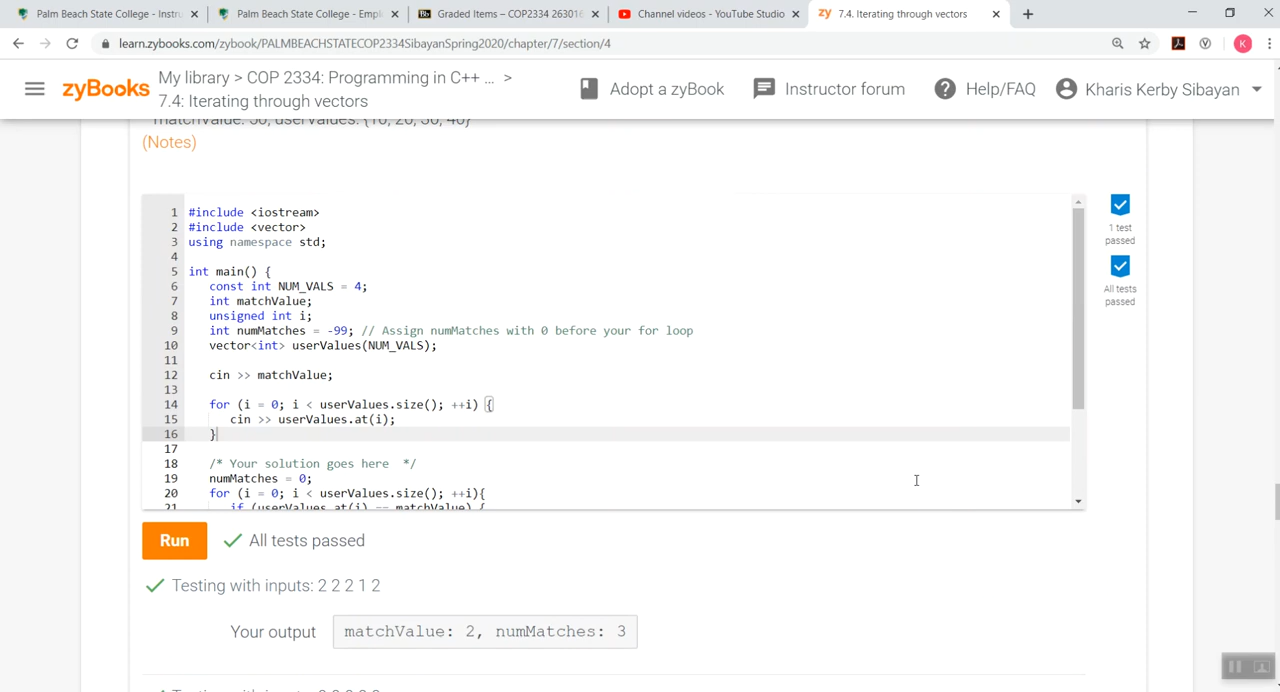 Palm Beach State College - Instru
Palm Beach State College - Empl
Graded Items – COP2334 263016
Channel videos - YouTube Studio
zy 7.4. Iterating through vectors
learn.zybooks.com/zybook/PALMBEACHSTATECOP2334SibayanSpring2020/chapter/7/section/4
K
zyBooks
My library > COP 2334: Programming in C++ ... >
7.4: Iterating through vectors
Adopt a zyBook
Instructor forum
Help/FAQ
Kharis Kerby Sibayan
matchValue: 50, userValues: {10, 20, 30, 40}
(Notes)
1 #include <iostream>
2 #include <vector>
3 using namespace std;
4
5 int main() {
6 const int NUM_VALS = 4;
7 int matchValue;
8 unsigned int i;
9 int numMatches = -99; // Assign numMatches with 0 before your for loop
10 vector<int> userValues(NUM_VALS);
11
12 cin >> matchValue;
13
14 for (i = 0; i < userValues.size(); ++i) {
15 cin >> userValues.at(i);
16 }
17
18 /* Your solution goes here */
19 numMatches = 0;
20 for (i = 0; i < userValues.size(); ++i){
21 if (userValues.at(i) == matchValue) {
1 test
passed
All tests
passed
Run
All tests passed
Testing with inputs: 2 2 2 1 2
Your output
matchValue: 2, numMatches: 3